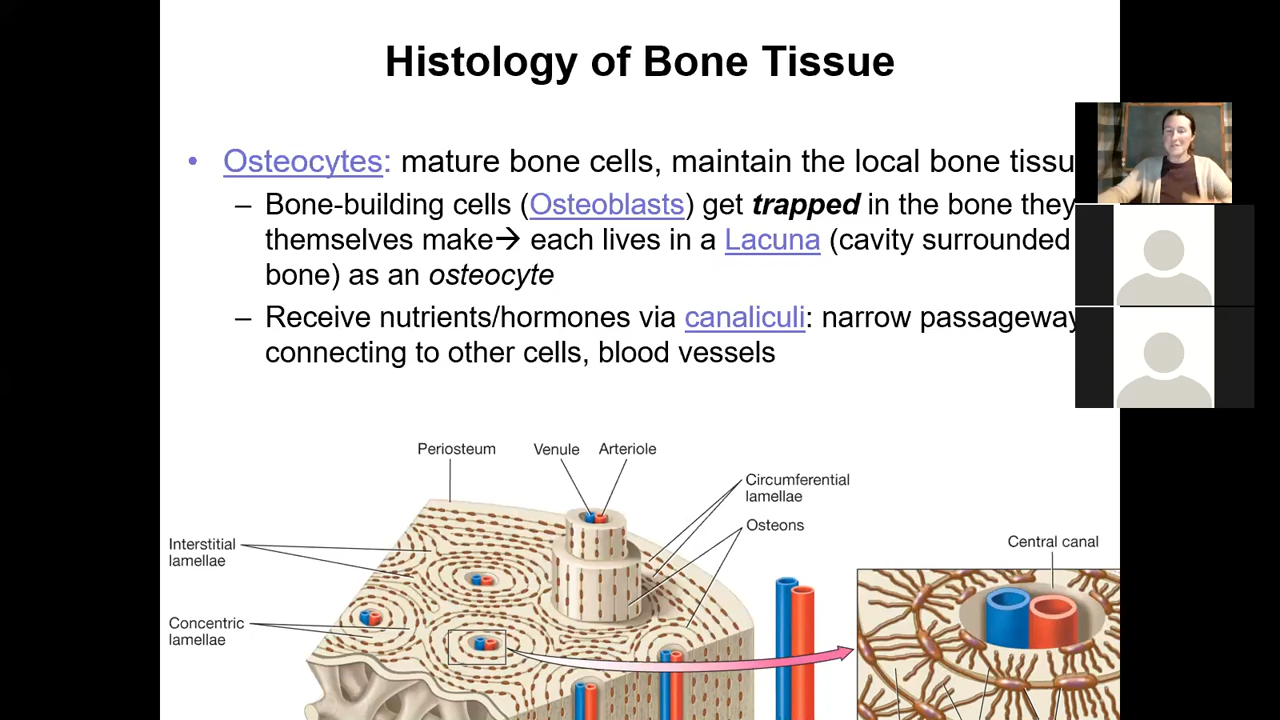 Histology of Bone Tissue
• Osteocytes: mature bone cells, maintain the local bone tissu
– Bone-building cells (Osteoblasts) get trapped in the bone they
themselves make→ each lives in a Lacuna (cavity surrounded
bone) as an osteocyte
– Receive nutrients/hormones via canaliculi: narrow passageway
connecting to other cells, blood vessels
Periosteum
Venule
Arteriole
Circumferential
lamellae
Osteons
Interstitial
lamellae
Central canal
Concentric
lamellae